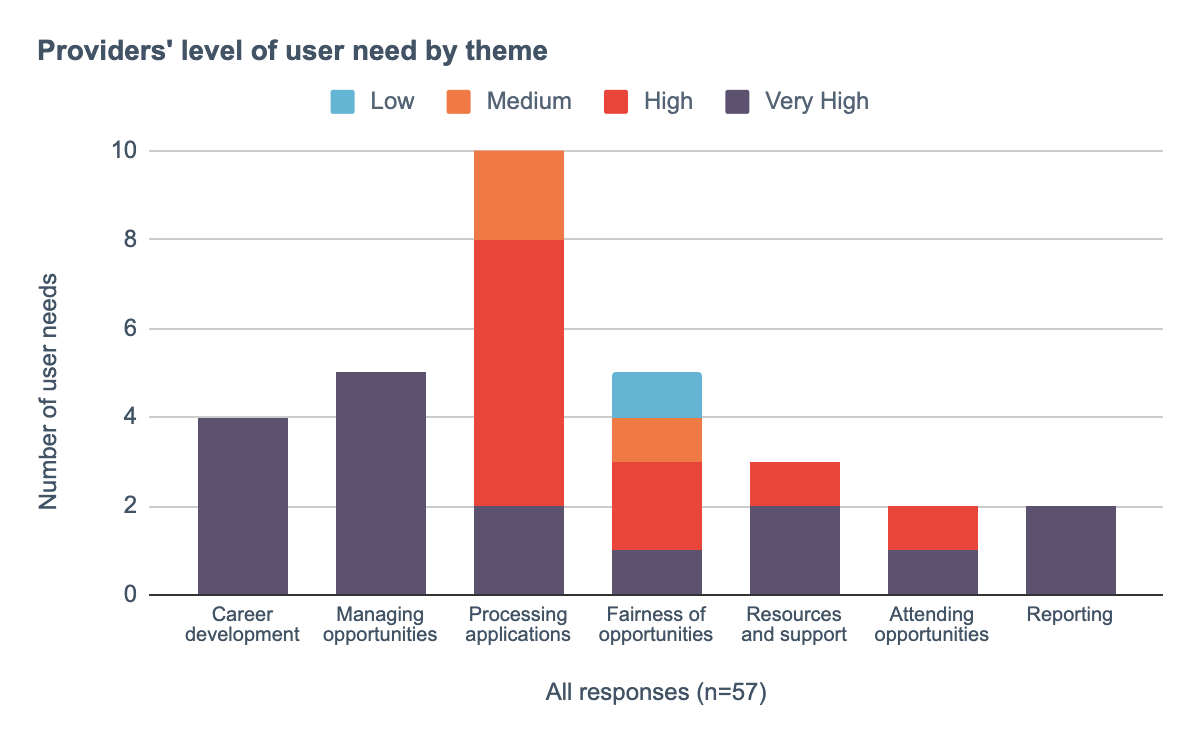 Providers' level of user need by theme
Low Medium High Very High
10
8
6
4
2
0
Number of user needs
Career development
Managing opportunities
Processing applications
Fairness of opportunities
Resources and support
Attending opportunities
Reporting
All responses (n=57)